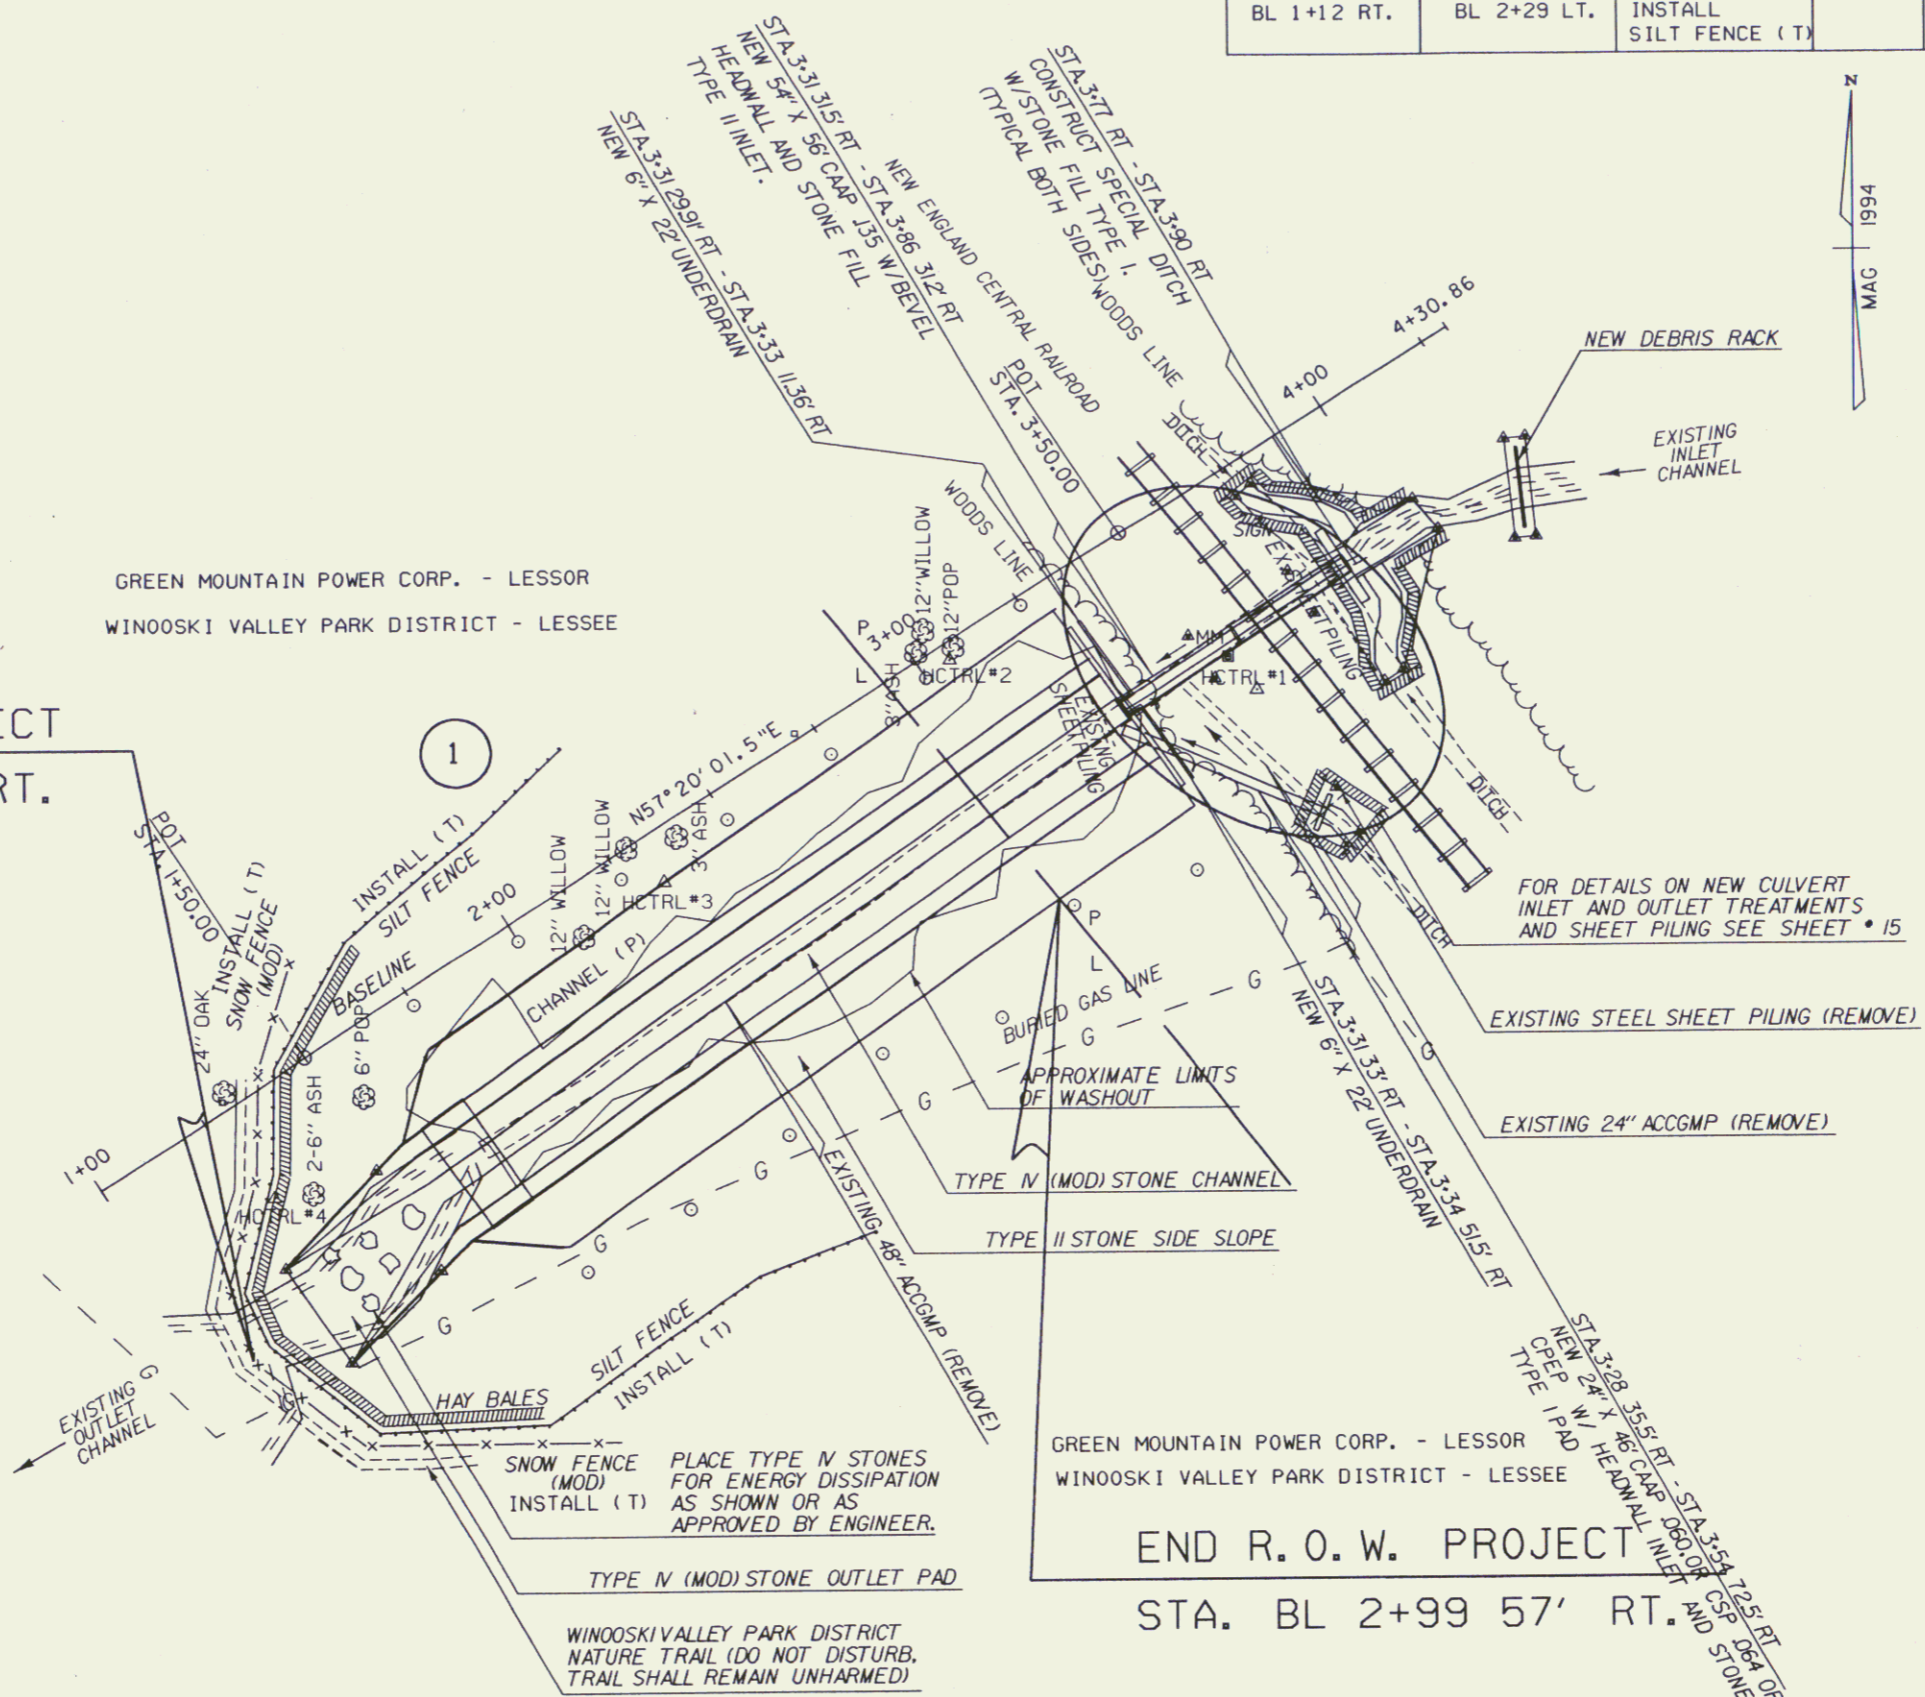 BL 1+12 RT.
BL 2+29 LT.
INSTALL
SILT FENCE (T)
STA.3+31 31.5' RT - STA.3+86 31.2' RT
NEW 54" X 56' CAAP .135 W/BEVEL
HEADWALL AND STONE FILL
TYPE II INLET.
STA.3+31 29.91' RT - STA.3+33 11.36' RT
NEW 6" X 22' UNDERDRAIN
NEW ENGLAND CENTRAL RAILROAD
STA.3+77 RT - STA.3+90 RT
CONSTRUCT SPECIAL DITCH
W/STONE FILL TYPE I.
(TYPICAL BOTH SIDES)
WOODS LINE
POT
STA. 3+50.00
4+30.86
4+00
N
MAG 1994
NEW DEBRIS RACK
EXISTING
INLET
CHANNEL
DITCH
SIGN
WOODS LINE
12" WILLOW
12" POP
GREEN MOUNTAIN POWER CORP. - LESSOR
WINOOSKI VALLEY PARK DISTRICT - LESSEE
P
L
3+00
8" ASH
HCTRL#2
MM
HCTRL#1
EXISTING
SHEETPILING
DITCH
ECT
RT.
1
N57°20'01.5"E
POT
STA. 1+50.00
INSTALL (T)
SILT FENCE
INSTALL (T)
SNOW FENCE
(MOD)
2+00
12" WILLOW
12" WILLOW
3" ASH
HCTRL#3
BASELINE
CHANNEL (P)
24" OAK
6" POP
2-6" ASH
1+00
HCTRL#4
DITCH
FOR DETAILS ON NEW CULVERT
INLET AND OUTLET TREATMENTS
AND SHEET PILING SEE SHEET # 15
P
L
BURIED GAS LINE
G
G
G
G
G
G
G
G
G
G
EXISTING STEEL SHEET PILING (REMOVE)
EXISTING 24" ACCGMP (REMOVE)
APPROXIMATE LIMITS
OF WASHOUT
TYPE IV (MOD) STONE CHANNEL
TYPE II STONE SIDE SLOPE
EXISTING 48" ACCGMP (REMOVE)
STA.3+31 33' RT - STA.3+34 51.5' RT
NEW 6" X 22' UNDERDRAIN
STA.3+28 35.5' RT - STA.3+54 72.5' RT
NEW 24" X 46' CAAP .060.OR CSP .064 OR
CPEP W/ HEADWALL INLET AND STONE
TYPE I PAD
EXISTING
OUTLET
CHANNEL
HAY BALES
SILT FENCE
INSTALL (T)
SNOW FENCE
(MOD)
INSTALL (T)
PLACE TYPE IV STONES
FOR ENERGY DISSIPATION
AS SHOWN OR AS
APPROVED BY ENGINEER.
TYPE IV (MOD) STONE OUTLET PAD
WINOOSKI VALLEY PARK DISTRICT
NATURE TRAIL (DO NOT DISTURB,
TRAIL SHALL REMAIN UNHARMED)
GREEN MOUNTAIN POWER CORP. - LESSOR
WINOOSKI VALLEY PARK DISTRICT - LESSEE
END R.O.W. PROJECT
STA. BL 2+99 57' RT.